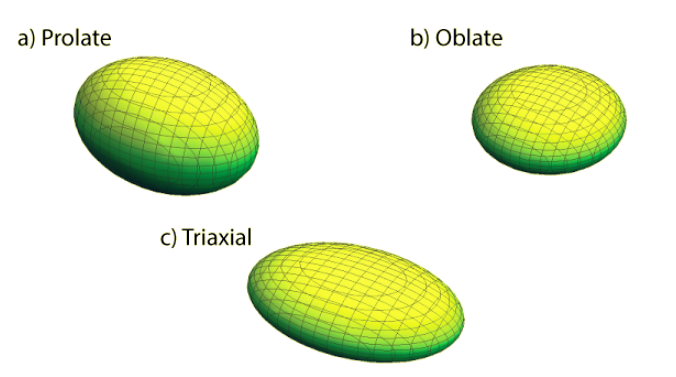 a) Prolate
b) Oblate
c) Triaxial